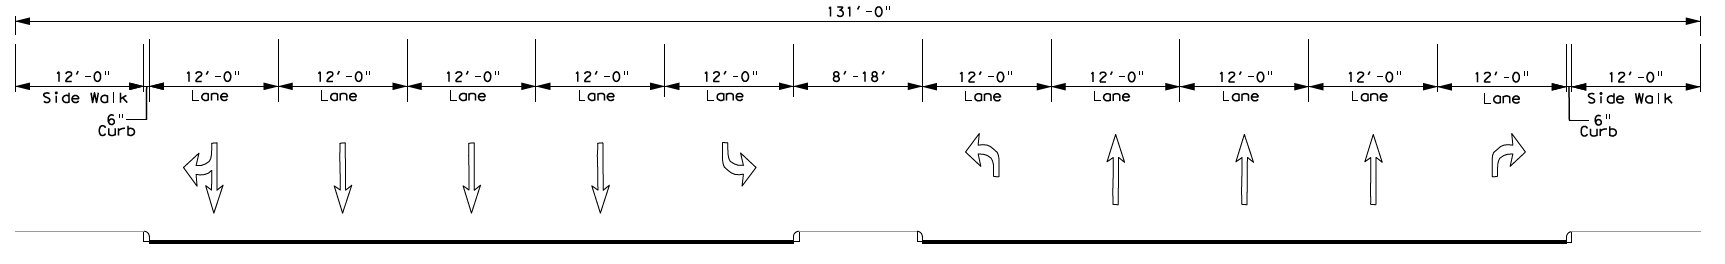 131'-0"
12'-0" 12'-0" 12'-0" 12'-0" 12'-0" 12'-0" 8'-18' 12'-0" 12'-0" 12'-0" 12'-0" 12'-0" 12'-0"
Side Walk Lane Lane Lane Lane Lane Lane Lane Lane Lane Lane Side Walk
6" 6"
Curb Curb